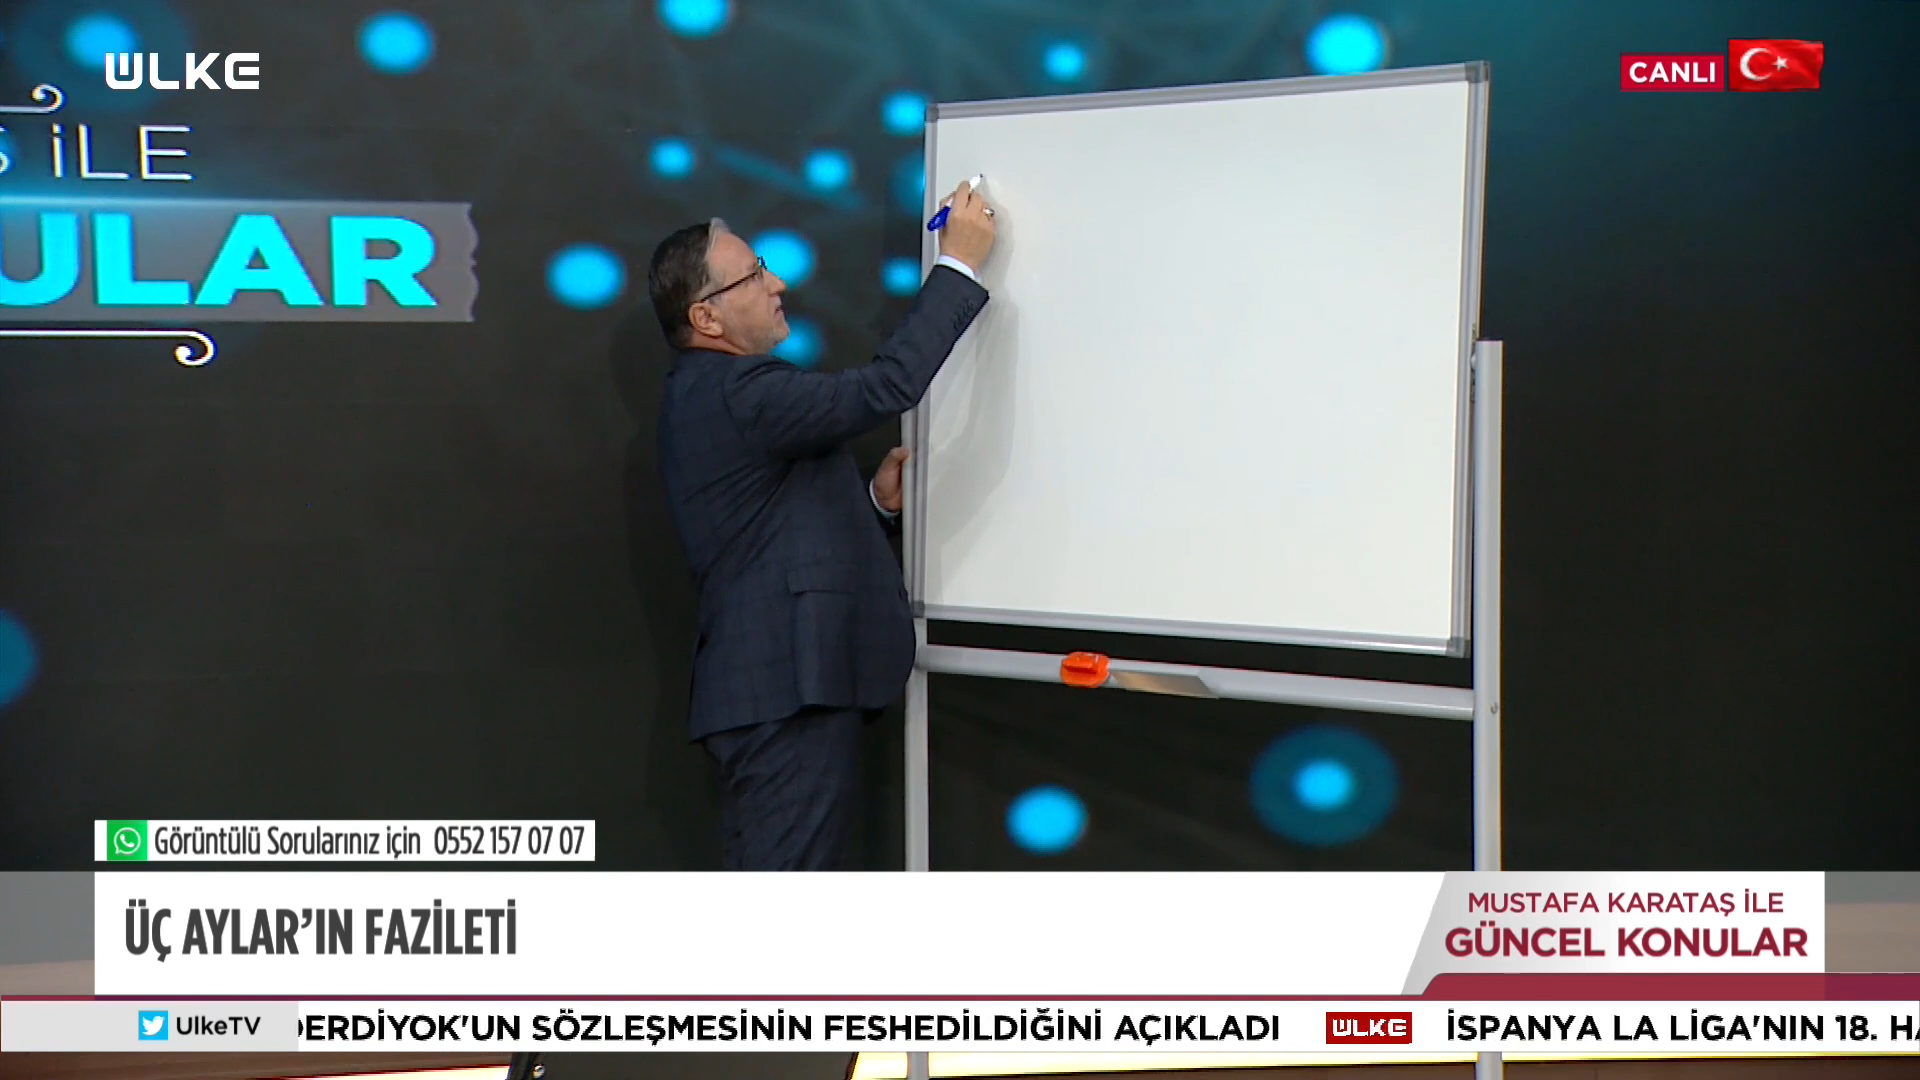 ULKE
CANLI
İLE
ULAR
Görüntülü Sorularınız için 0552 157 07 07
ÜÇ AYLAR'IN FAZİLETİ
MUSTAFA KARATAŞ İLE
GÜNCEL KONULAR
UlkeTV
DERDİYOK'UN SÖZLEŞMESİNİN FESHEDİLDİĞİNİ AÇIKLADI ULKE İSPANYA LA LİGA'NIN 18. HA